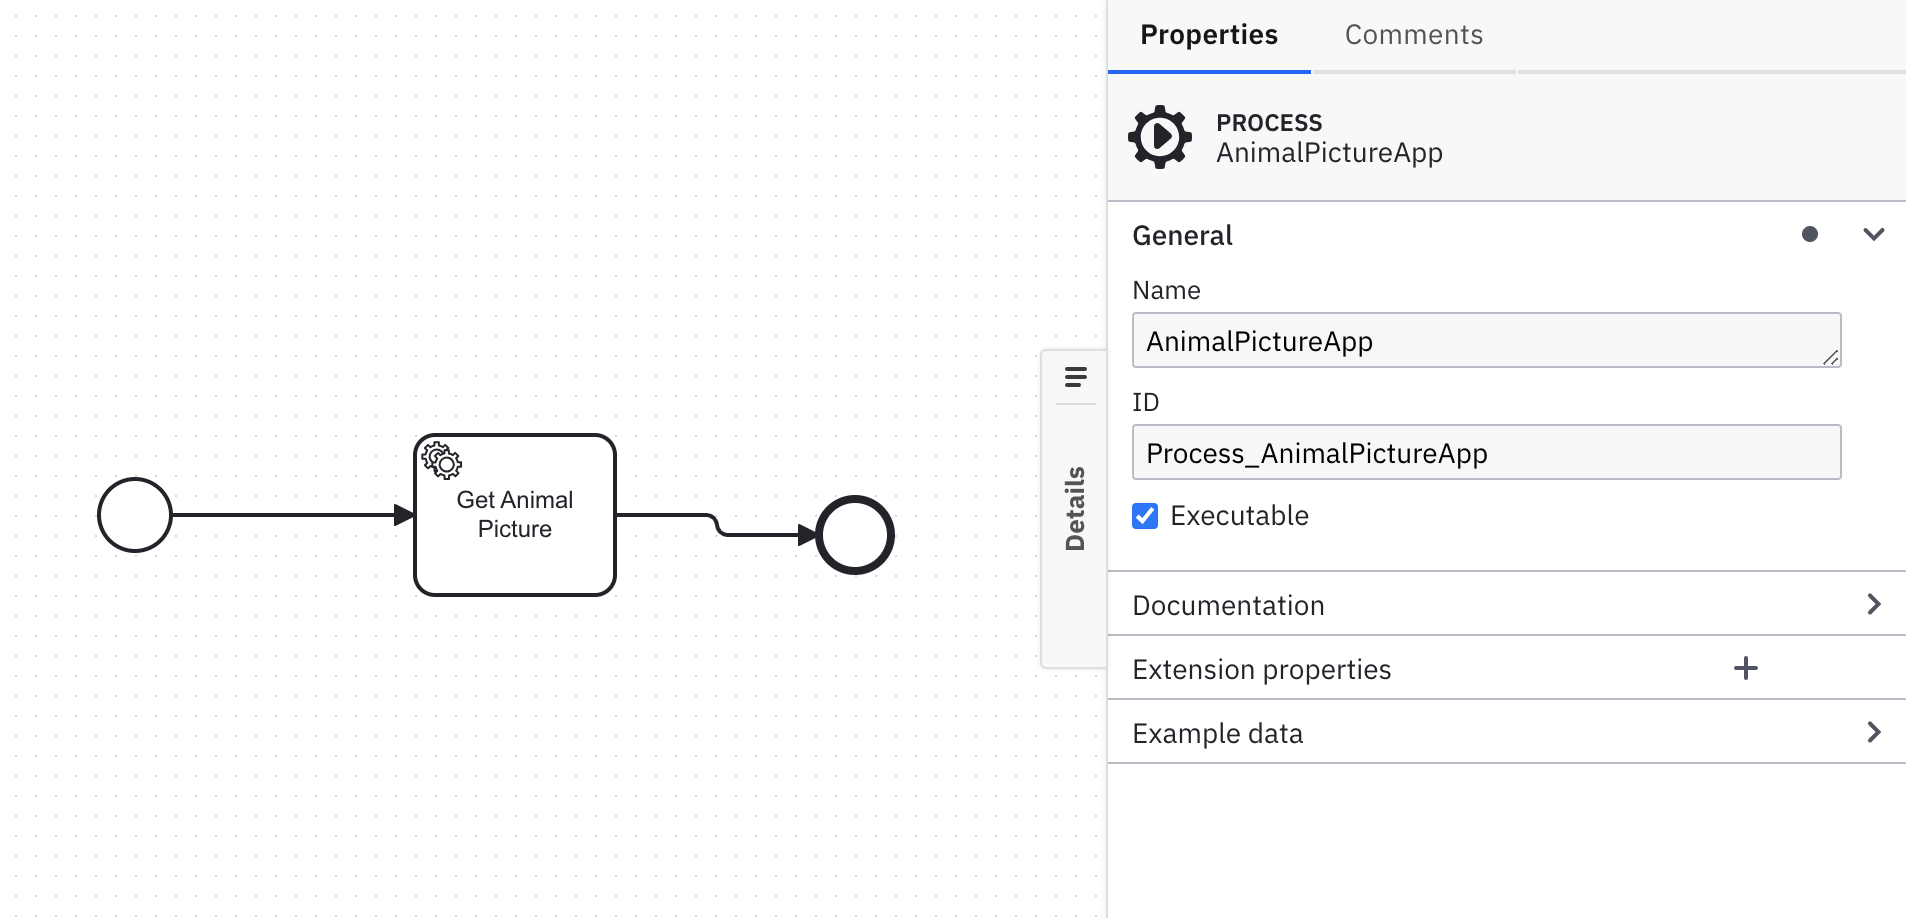 Get Animal
Picture
Details
Properties
Comments
PROCESS
AnimalPictureApp
General
Name
AnimalPictureApp
ID
Process_AnimalPictureApp
Executable
Documentation
Extension properties
Example data